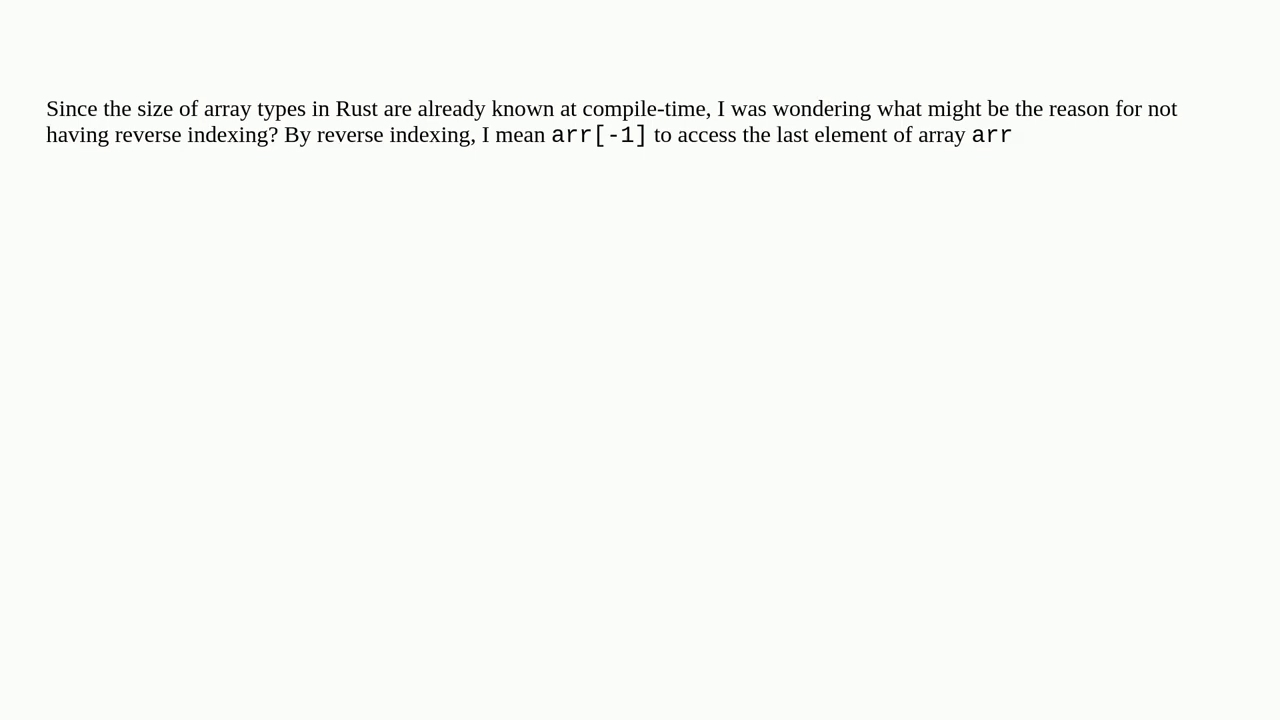 Since the size of array types in Rust are already known at compile-time, I was wondering what might be the reason for not
having reverse indexing? By reverse indexing, I mean arr[-1] to access the last element of array arr